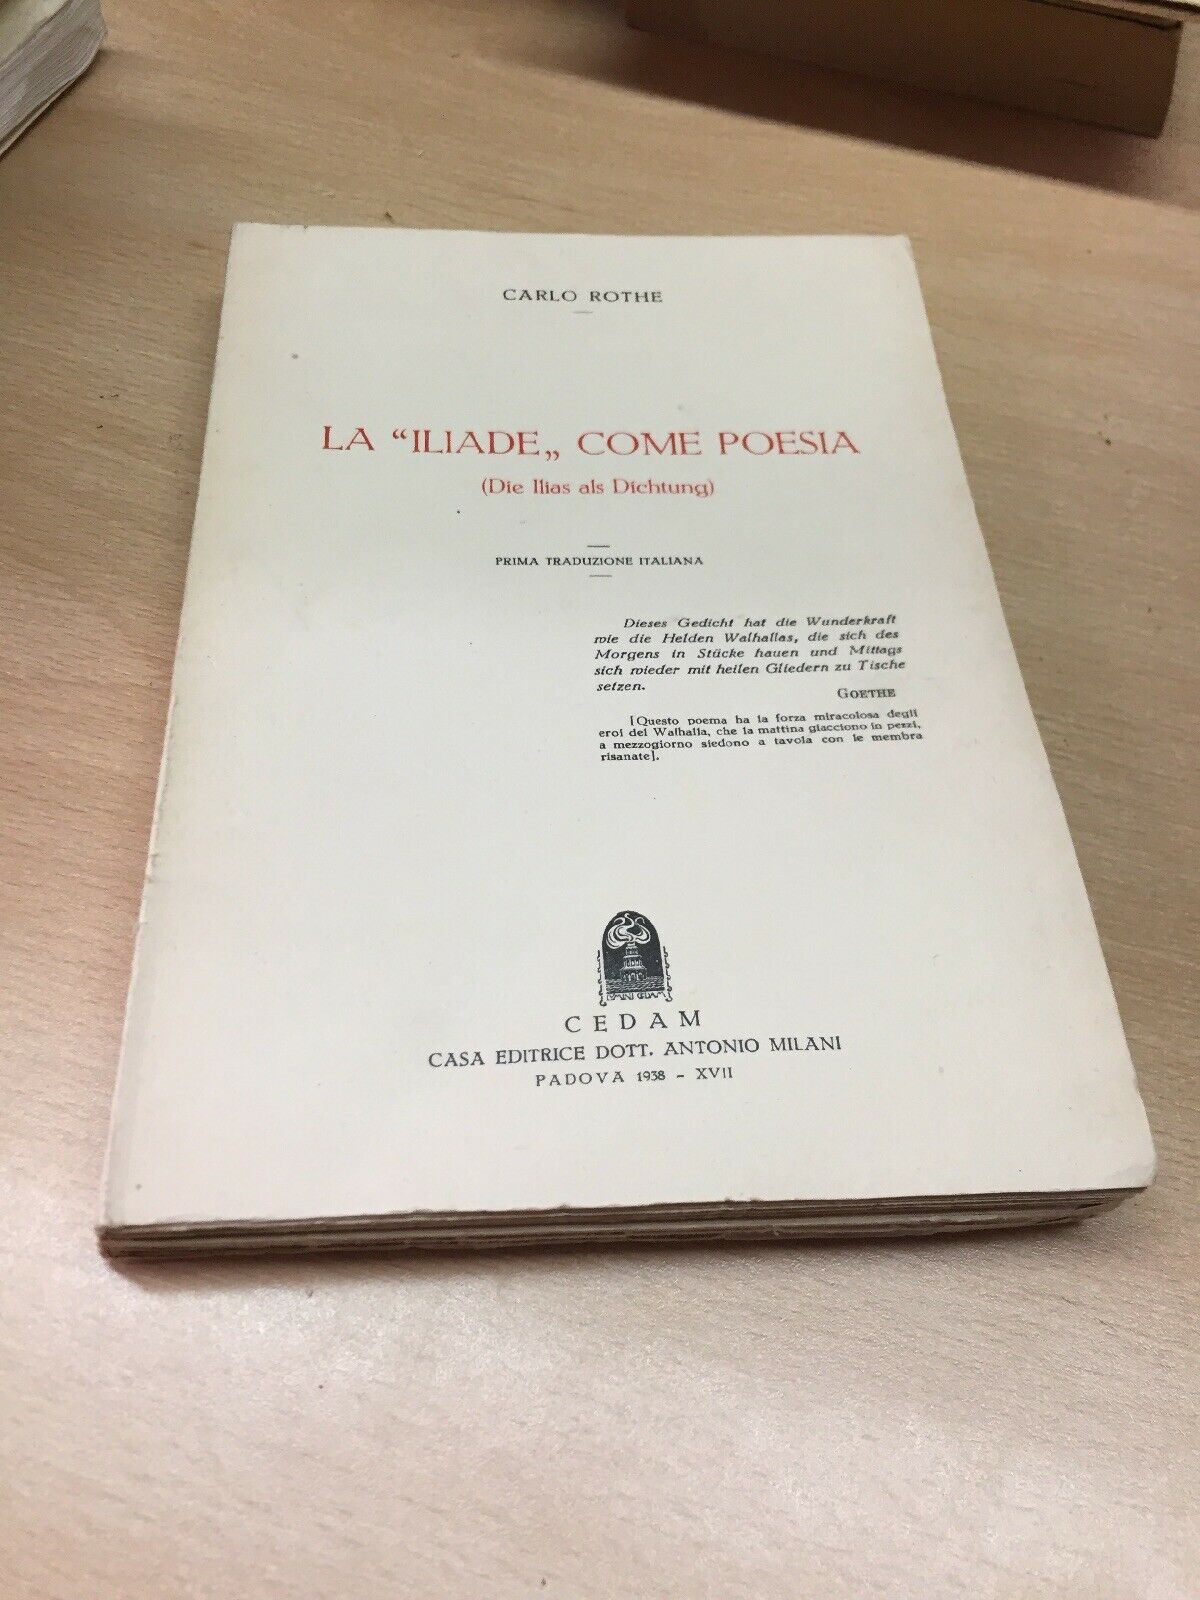 CARLO ROTHE
LA “ILIADE„ COME POESIA
(Die Ilias als Dichtung)
PRIMA TRADUZIONE ITALIANA
Dieses Gedicht hat die Wunderkraft
wie die Helden Walhallas, die sich des
Morgens in Stücke hauen und Mittags
sich wieder mit heilen Gliedern zu Tische
setzen.
GOETHE
[Questo poema ha la forza miracolosa degli
eroi del Walhalla, che la mattina giacciono in pezzi,
a mezzogiorno siedono a tavola con le membra
risanate].
CEDAM
CASA EDITRICE DOTT. ANTONIO MILANI
PADOVA 1938 - XVII